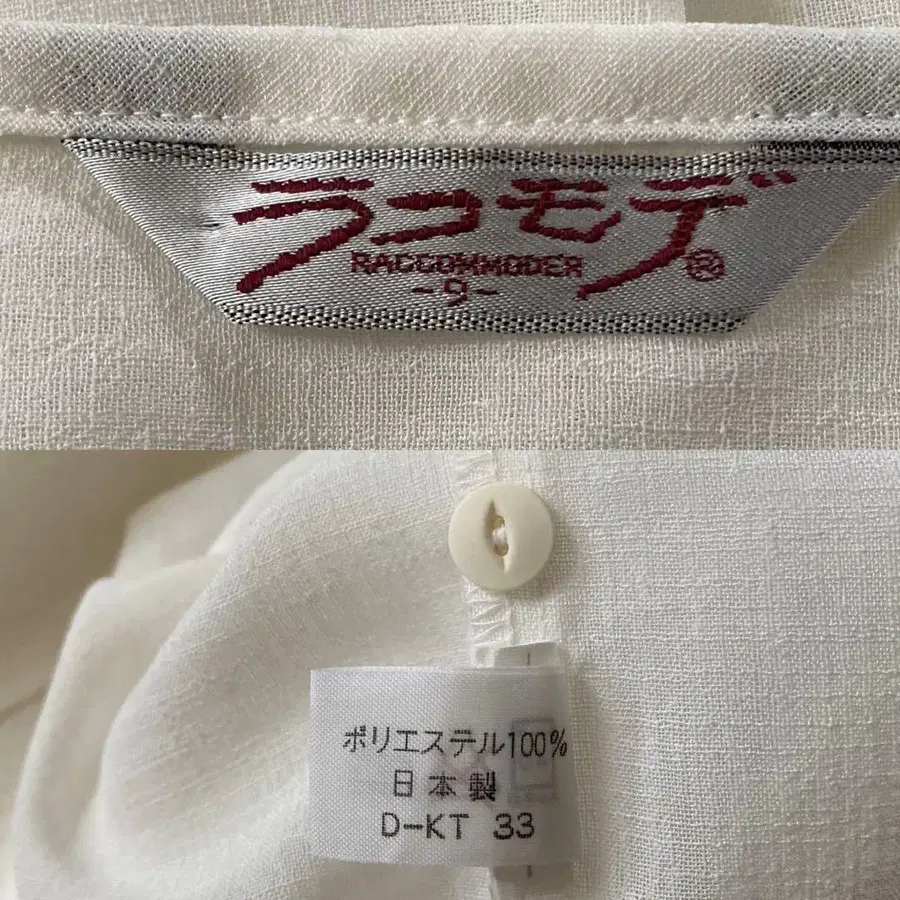 ラコモデ®
RACCOMMODER
-9-
ポリエステル100%
日本製
D-KT 33